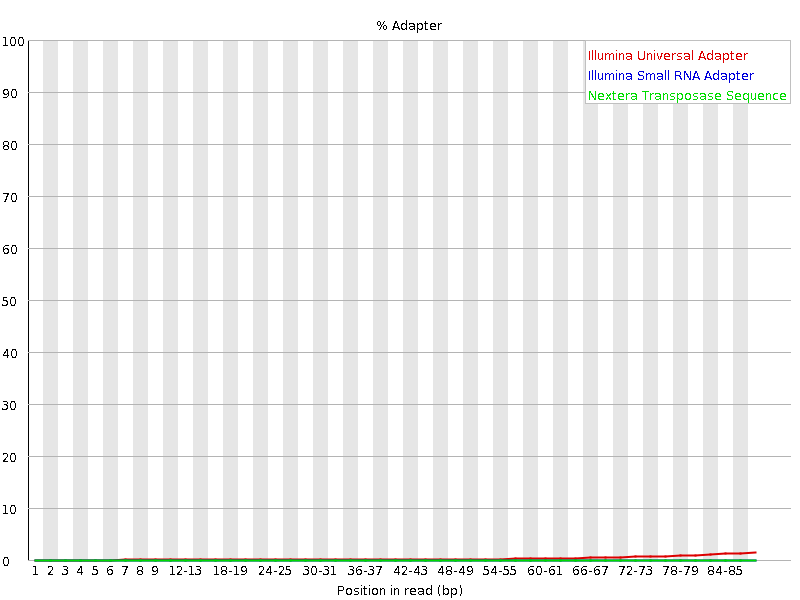 % Adapter
Illumina Universal Adapter
Illumina Small RNA Adapter
Nextera Transposase Sequence
100
90
80
70
60
50
40
30
20
10
0
1 2 3 4 5 6 7 8 9 12-13 18-19 24-25 30-31 36-37 42-43 48-49 54-55 60-61 66-67 72-73 78-79 84-85
Position in read (bp)